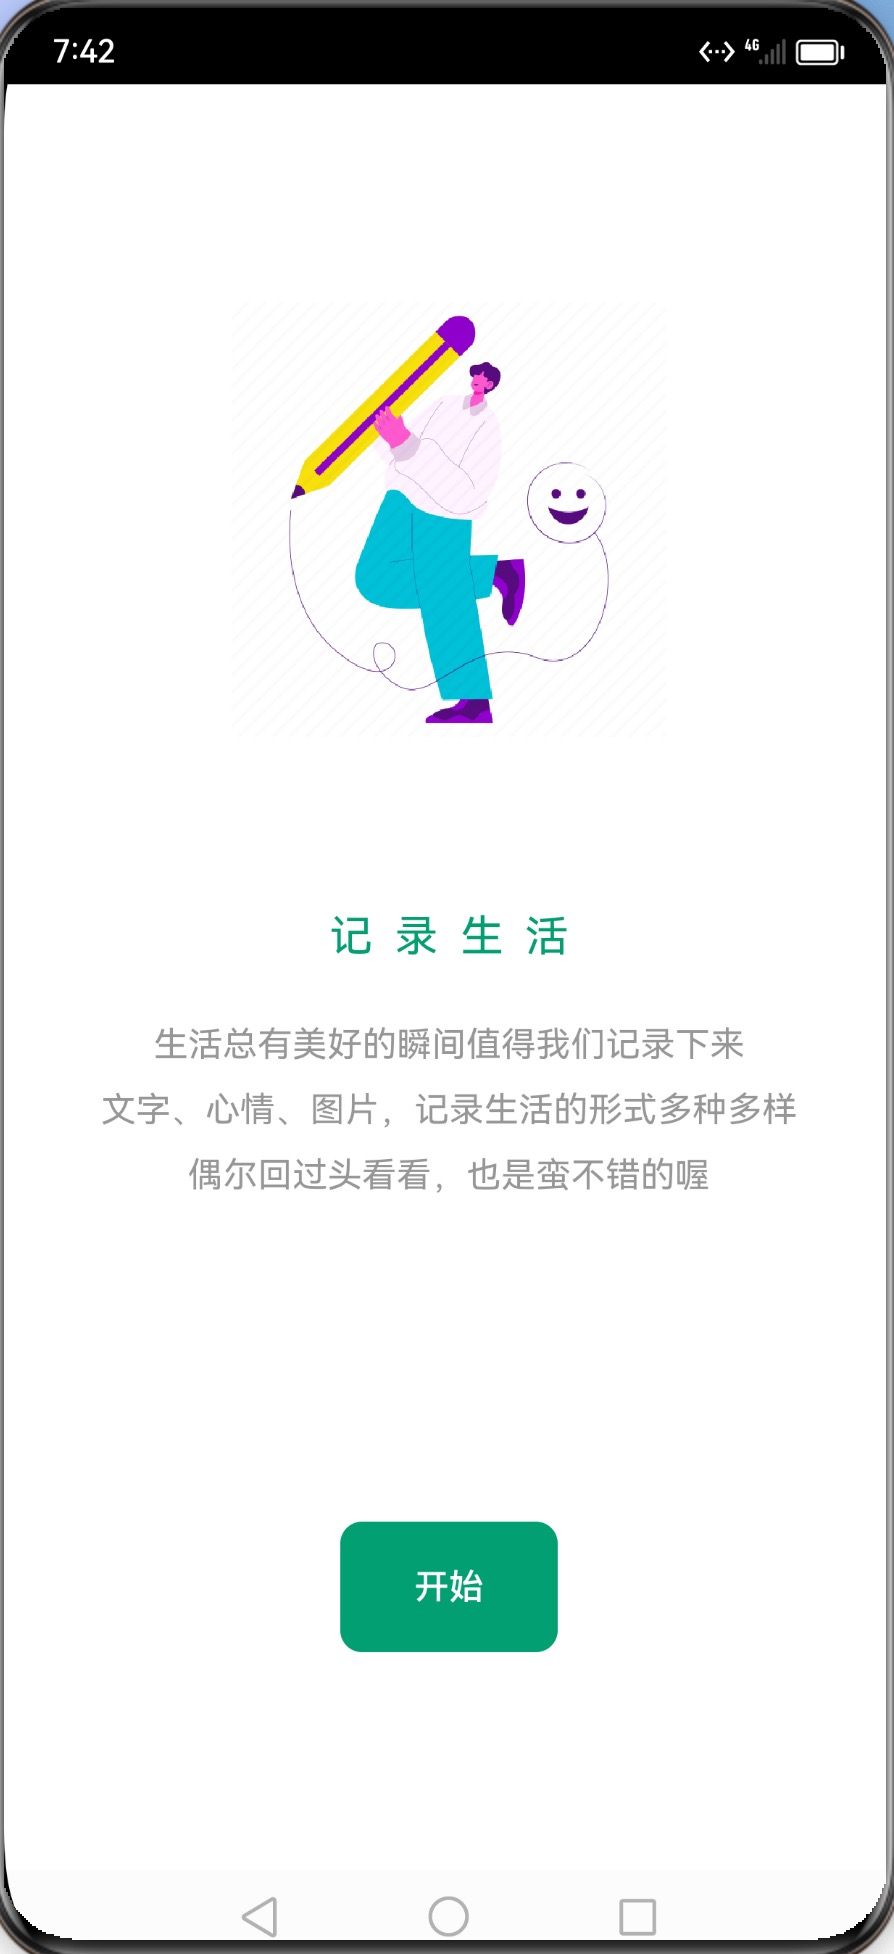 7:42
4G
记录生活
生活总有美好的瞬间值得我们记录下来
文字、心情、图片，记录生活的形式多种多样
偶尔回过头看看，也是蛮不错的喔
开始